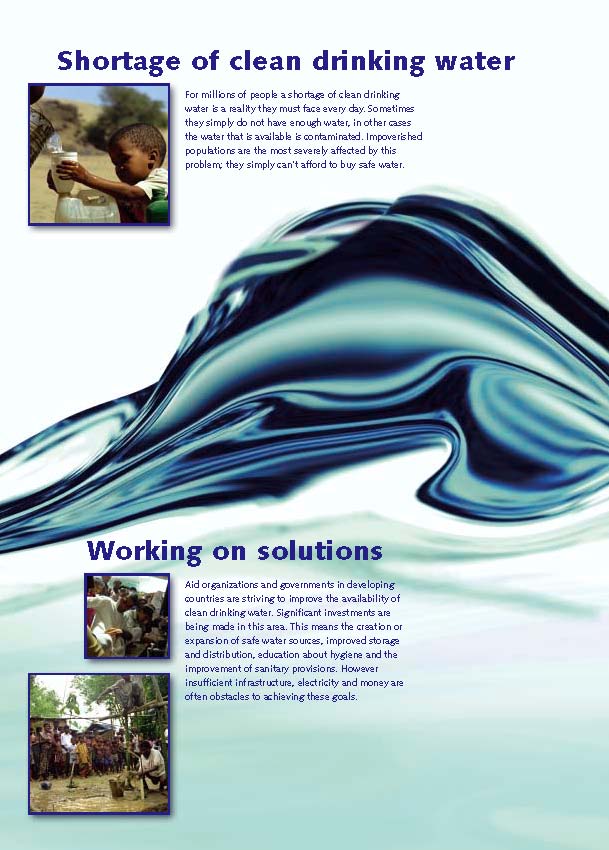 Shortage of clean drinking water
For millions of people a shortage of clean drinking
water is a reality they must face every day. Sometimes
they simply do not have enough water, in other cases
the water that is available is contaminated. Impoverished
populations are the most severely affected by this
problem; they simply can't afford to buy safe water.
Working on solutions
Aid organizations and governments in developing
countries are striving to improve the availability of
clean drinking water. Significant investments are
being made in this area. This means the creation or
expansion of safe water sources, improved storage
and distribution, education about hygiene and the
improvement of sanitary provisions. However
insufficient infrastructure, electricity and money are
often obstacles to achieving these goals.